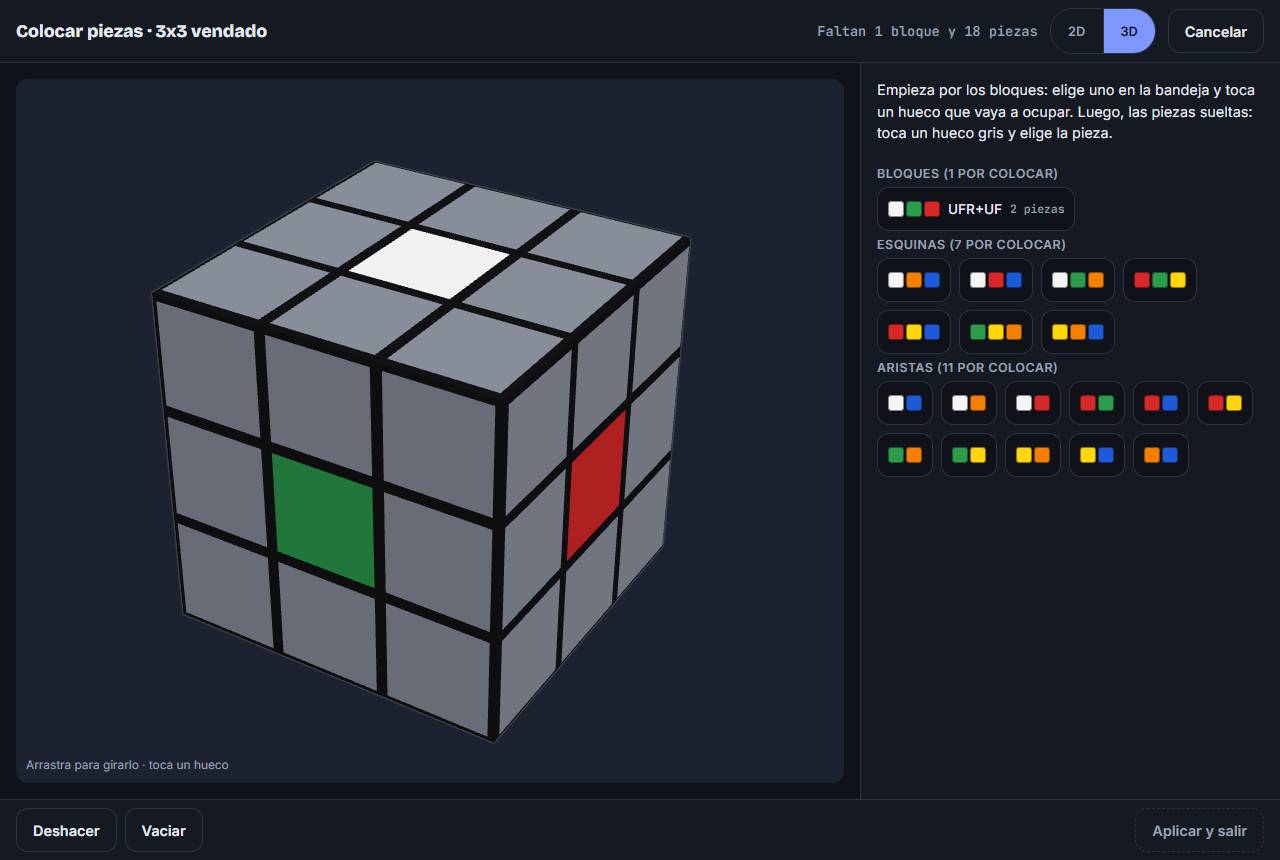 Colocar piezas · 3x3 vendado
Faltan 1 bloque y 18 piezas
2D
3D
Cancelar
Empieza por los bloques: elige uno en la bandeja y toca
un hueco que vaya a ocupar. Luego, las piezas sueltas:
toca un hueco gris y elige la pieza.
BLOQUES (1 POR COLOCAR)
UFR+UF 2 piezas
ESQUINAS (7 POR COLOCAR)
ARISTAS (11 POR COLOCAR)
Arrastra para girarlo · toca un hueco
Deshacer
Vaciar
Aplicar y salir